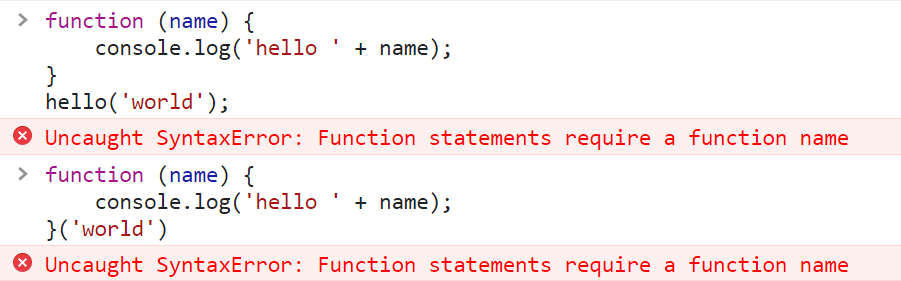 > function (name) {
    console.log('hello ' + name);
}
hello('world');
Uncaught SyntaxError: Function statements require a function name
> function (name) {
    console.log('hello ' + name);
}('world')
Uncaught SyntaxError: Function statements require a function name